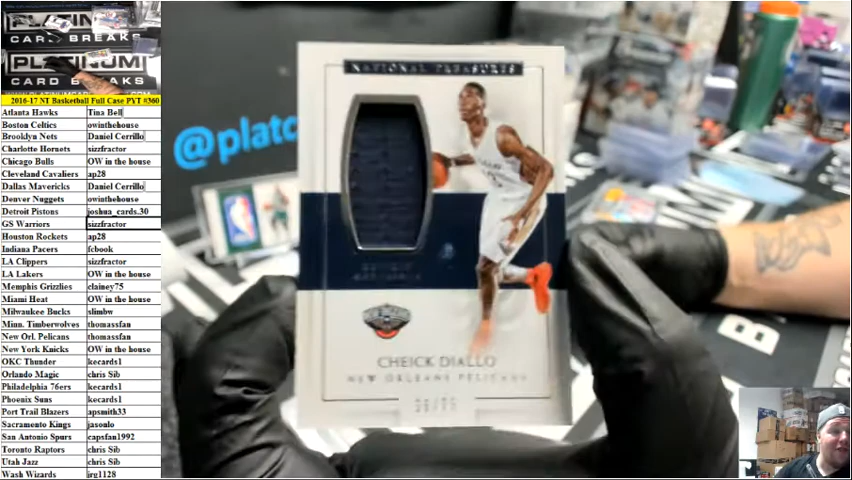 CARD BREAKS
PLATINUM
CARD BREAKS
2016-17 NT Basketball Full Case PYT #360
Atlanta Hawks Tina Bell
Boston Celtics owinthehouse
Brooklyn Nets Daniel Cerrillo
Charlotte Hornets sizzfractor
Chicago Bulls OW in the house
Cleveland Cavaliers ap28
Dallas Mavericks Daniel Cerrillo
Denver Nuggets owinthehouse
Detroit Pistons joshua_cards.30
GS Warriors sizzfractor
Houston Rockets ap28
Indiana Pacers fcbook
LA Clippers sizzfractor
LA Lakers OW in the house
Memphis Grizzlies clainey75
Miami Heat OW in the house
Milwaukee Bucks slimbw
Minn. Timberwolves thomassfan
New Orl. Pelicans thomassfan
New York Knicks OW in the house
OKC Thunder kecards1
Orlando Magic chris Sib
Philadelphia 76ers kecards1
Phoenix Suns kecards1
Port Trail Blazers apsmith33
Sacramento Kings jasonlo
San Antonio Spurs capsfan1992
Toronto Raptors chris Sib
Utah Jazz chris Sib
Wash Wizards jrg1128
@platc
NATIONAL TREASURES
CHEICK DIALLO
NEW ORLEANS PELICANS